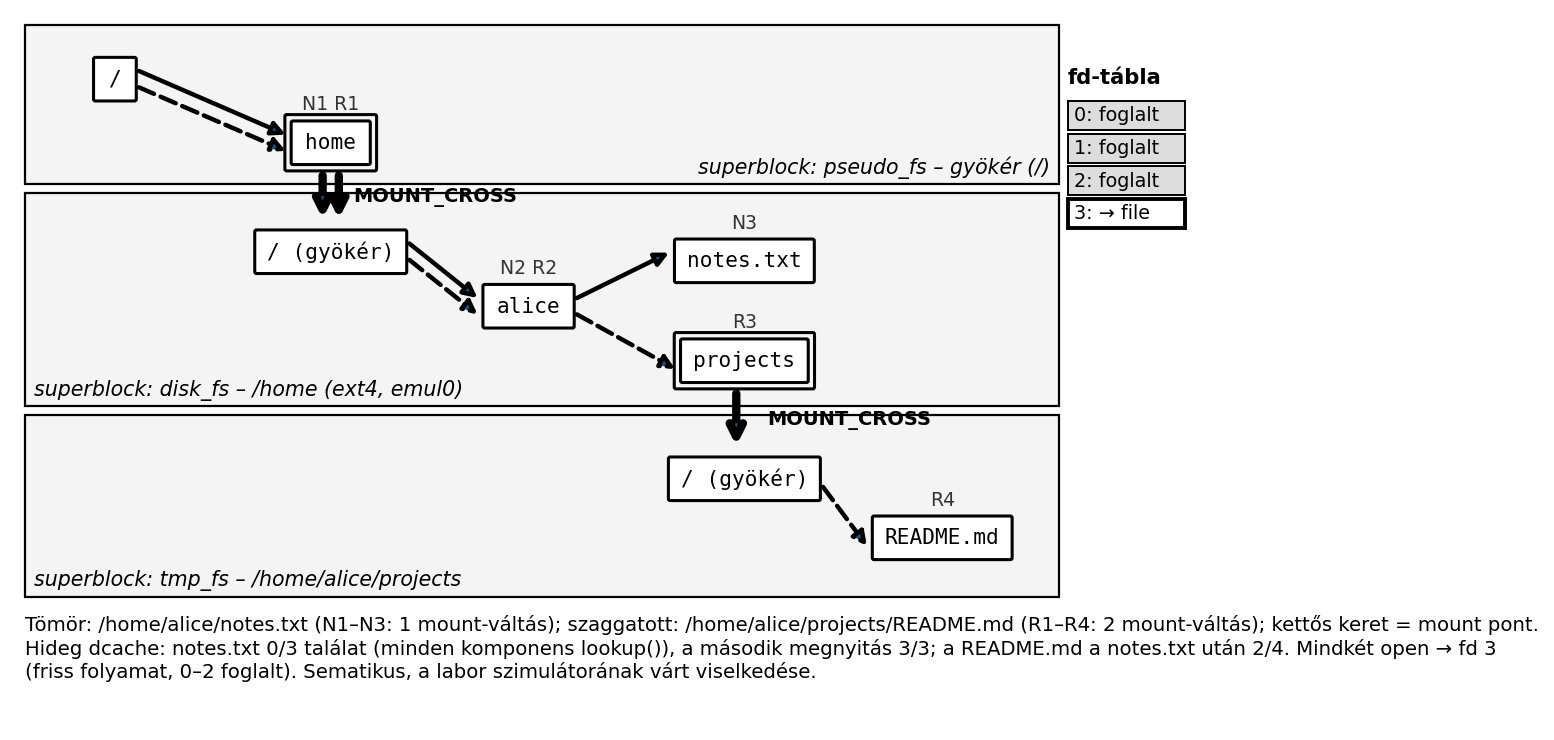 /
N1 R1
home
superblock: pseudo_fs – gyökér (/)
fd-tábla
0: foglalt
1: foglalt
2: foglalt
3: → file
MOUNT_CROSS
/ (gyökér)
N2 R2
alice
N3
notes.txt
R3
projects
superblock: disk_fs – /home (ext4, emul0)
MOUNT_CROSS
/ (gyökér)
R4
README.md
superblock: tmp_fs – /home/alice/projects
Tömör: /home/alice/notes.txt (N1–N3: 1 mount-váltás); szaggatott: /home/alice/projects/README.md (R1–R4: 2 mount-váltás); kettős keret = mount pont.
Hideg dcache: notes.txt 0/3 találat (minden komponens lookup()), a második megnyitás 3/3; a README.md a notes.txt után 2/4. Mindkét open → fd 3
(friss folyamat, 0–2 foglalt). Sematikus, a labor szimulátorának várt viselkedése.